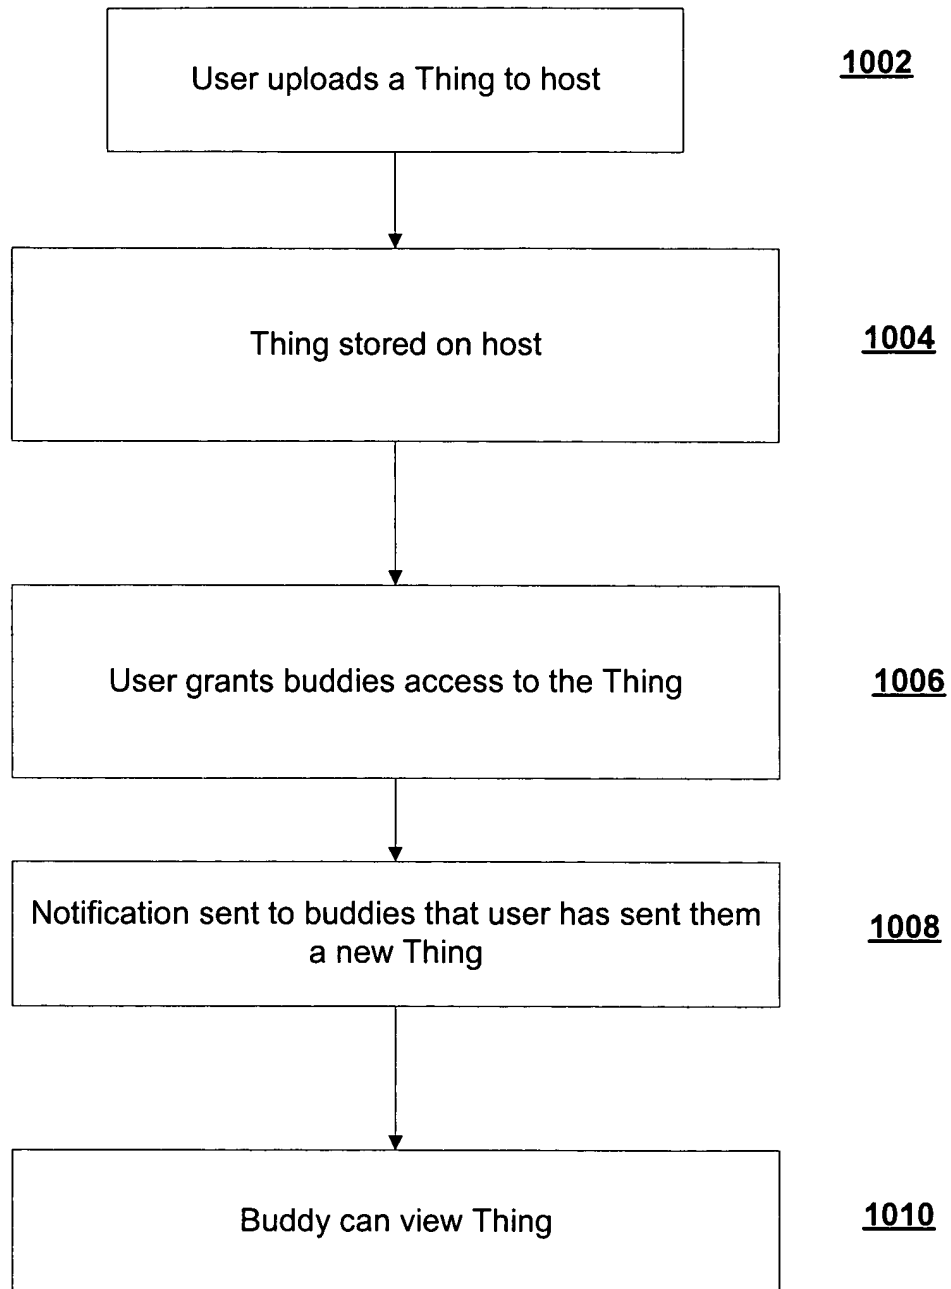 User uploads a Thing to host
1002
Thing stored on host
1004
User grants buddies access to the Thing
1006
Notification sent to buddies that user has sent them
a new Thing
1008
Buddy can view Thing
1010